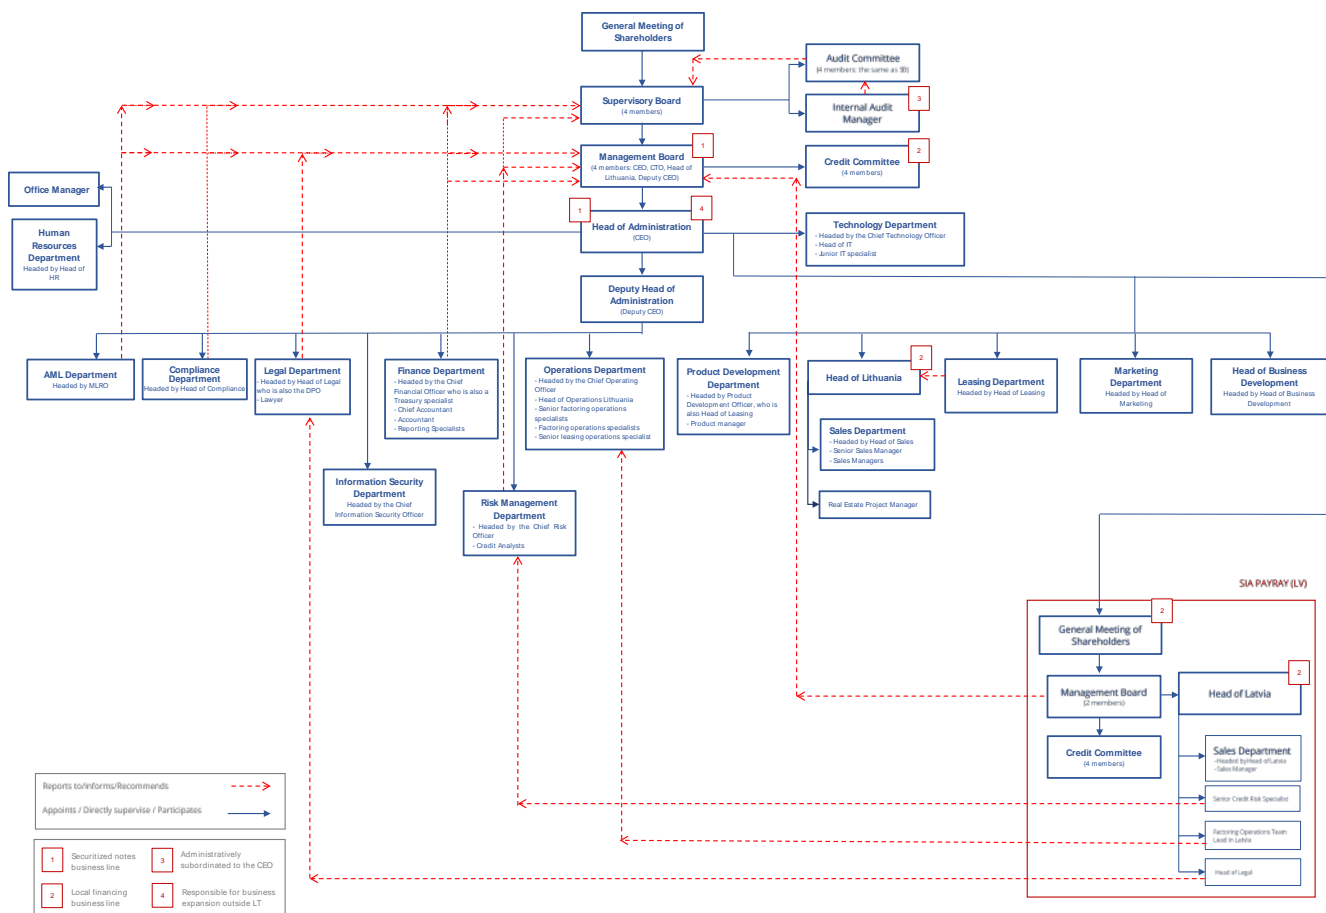 General Meeting of
Shareholders
Audit Committee
(4 members: the same as SB)
Supervisory Board
(4 members)
3
Internal Audit
Manager
1
Management Board
(4 members: CEO, CTO, Head of
Lithuania, Deputy CEO)
2
Credit Committee
(4 members)
Office Manager
Human
Resources
Department
Headed by Head of
HR
1
4
Head of Administration
(CEO)
Technology Department
- Headed by the Chief Technology Officer
- Head of IT
- Junior IT specialist
Deputy Head of
Administration
(Deputy CEO)
AML Department
Headed by MLRO
Compliance
Department
Headed by Head of Compliance
Legal Department
- Headed by Head of Legal
who is also the DPO
- Lawyer
Finance Department
- Headed by the Chief
Financial Officer who is also a
Treasury specialist
- Chief Accountant
- Accountant
- Reporting Specialists
Operations Department
- Headed by the Chief Operating
Officer
- Head of Operations Lithuania
- Senior factoring operations
specialists
- Factoring operations specialists
- Senior leasing operations specialist
Product Development
Department
- Headed by Product
Development Officer, who is
also Head of Leasing
- Product manager
2
Head of Lithuania
Leasing Department
Headed by Head of Leasing
Marketing
Department
Headed by Head of
Marketing
Head of Business
Development
Headed by Head of Business
Development
Sales Department
- Headed by Head of Sales
- Senior Sales Manager
- Sales Managers
Real Estate Project Manager
Information Security
Department
Headed by the Chief
Information Security Officer
Risk Management
Department
- Headed by the Chief Risk
Officer
- Credit Analysts
SIA PAYRAY (LV)
2
General Meeting of
Shareholders
Management Board
(2 members)
2
Head of Latvia
Credit Committee
(4 members)
Sales Department
-Headed by Head of Latvia
-Sales Manager
Senior Credit Risk Specialist
Factoring Operations Team
Lead in Latvia
Head of Legal
Reports to/Informs/Recommends
Appoints / Directly supervise / Participates
1
Securitized notes
business line
3
Administratively
subordinated to the CEO
2
Local financing
business line
4
Responsible for business
expansion outside LT